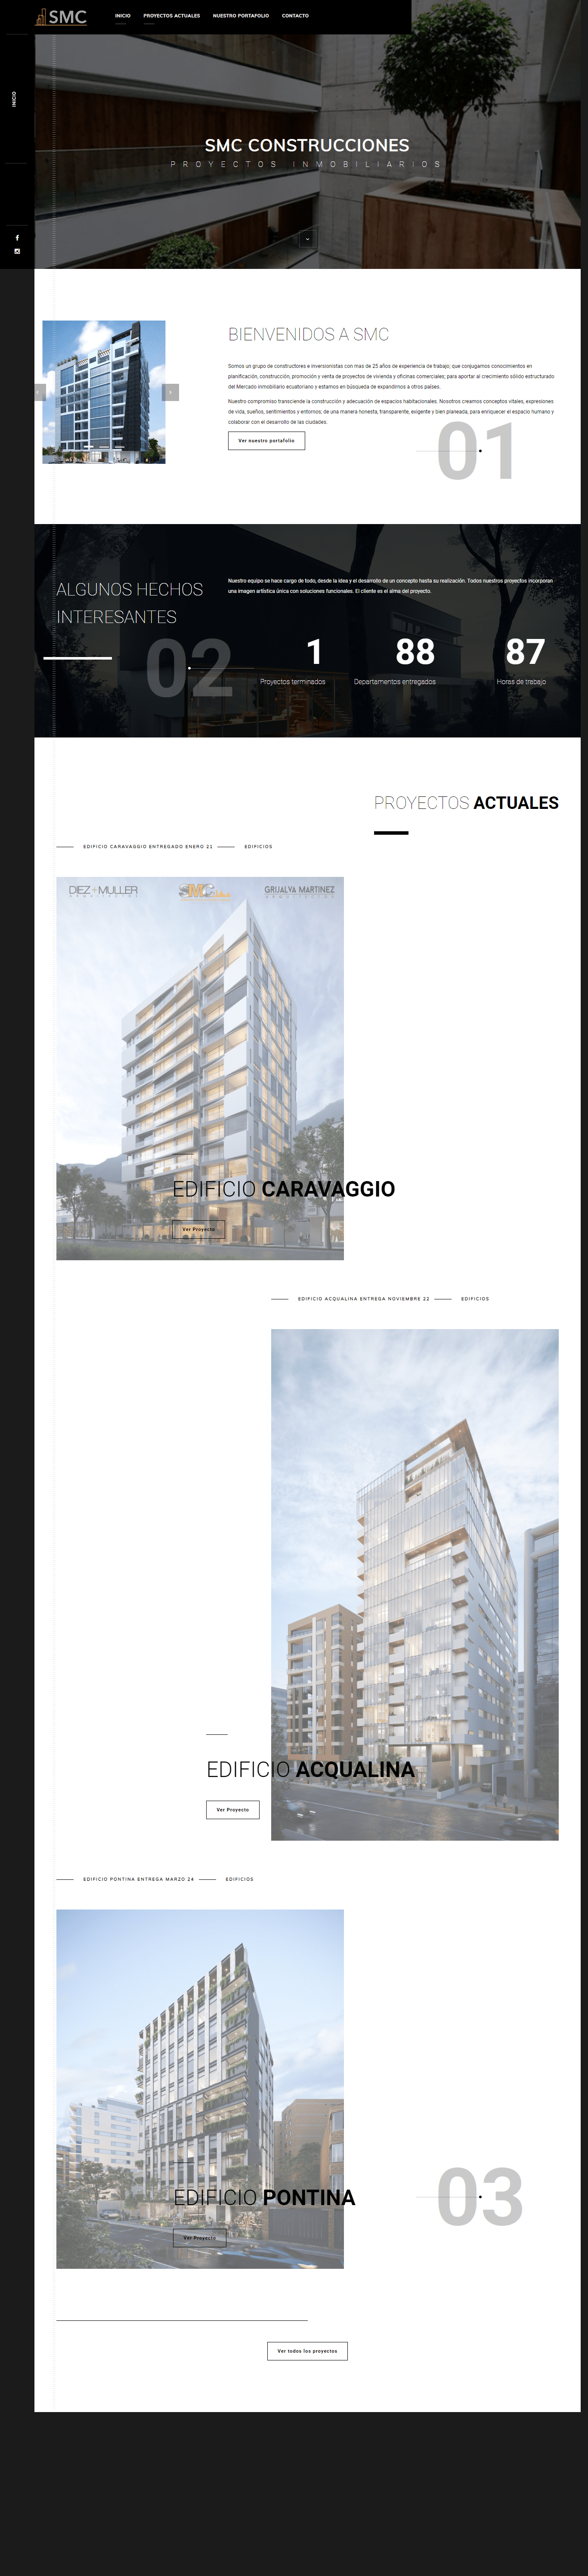 SMC
INICIO
PROYECTOS ACTUALES
NUESTRO PORTAFOLIO
CONTACTO
INICIO
SMC CONSTRUCCIONES
PROYECTOS INMOBILIARIOS
BIENVENIDOS A SMC
Somos un grupo de constructores e inversionistas con mas de 25 años de experiencia de trabajo; que conjugamos conocimientos en
planificación, construcción, promoción y venta de proyectos de vivienda y oficinas comerciales; para aportar al crecimiento sólido estructurado
del Mercado inmobiliario ecuatoriano y estamos en búsqueda de expandirnos a otros países.
Nuestro compromiso transciende la construcción y adecuación de espacios habitacionales. Nosotros creamos conceptos vitales, expresiones
de vida, sueños, sentimientos y entornos; de una manera honesta, transparente, exigente y bien planeada, para enriquecer el espacio humano y
colaborar con el desarrollo de las ciudades.
Ver nuestro portafolio
01
ALGUNOS HECHOS
INTERESANTES
Nuestro equipo se hace cargo de todo, desde la idea y el desarrollo de un concepto hasta su realización. Todos nuestros proyectos incorporan
una imagen artística única con soluciones funcionales. El cliente es el alma del proyecto.
02
1
Proyectos terminados
88
Departamentos entregados
87
Horas de trabajo
PROYECTOS ACTUALES
EDIFICIO CARAVAGGIO ENTREGADO ENERO 21
EDIFICIOS
DIEZ+MULLER
ARQUITECTOS
SMC
GRIJALVA MARTINEZ
ARQUITECTOS
EDIFICIO CARAVAGGIO
Ver Proyecto
EDIFICIO ACQUALINA ENTREGA NOVIEMBRE 22
EDIFICIOS
EDIFICIO ACQUALINA
Ver Proyecto
EDIFICIO PONTINA ENTREGA MARZO 24
EDIFICIOS
EDIFICIO PONTINA
Ver Proyecto
03
Ver todos los proyectos